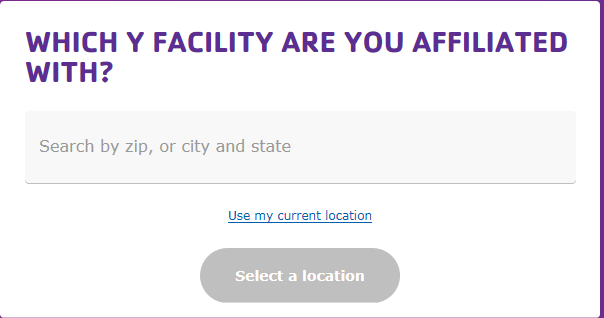 WHICH Y FACILITY ARE YOU AFFILIATED
WITH?
Search by zip, or city and state
Use my current location
Select a location